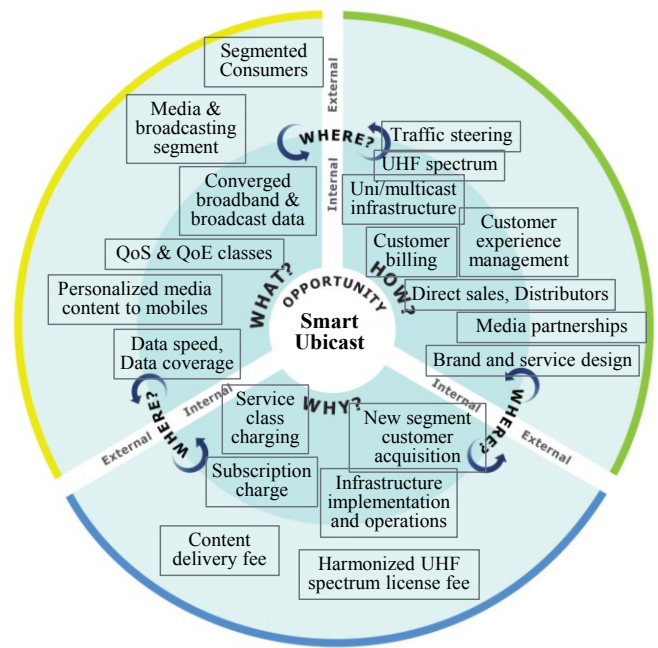 Segmented
Consumers
External
Media &
broadcasting
segment
WHERE?
Traffic steering
UHF spectrum
Internal
Converged
broadband &
broadcast data
Uni/multicast
infrastructure
QoS & QoE classes
Customer
billing
Customer
experience
management
WHAT?
OPPORTUNITY
HOW?
Smart
Ubicast
Personalized media
content to mobiles
Direct sales, Distributors
Media partnerships
Data speed,
Data coverage
Brand and service design
Internal
External
WHERE?
Service
class
charging
WHY?
New segment
customer
acquisition
Internal
External
WHERE?
Subscription
charge
Infrastructure
implementation
and operations
Content
delivery fee
Harmonized UHF
spectrum license fee